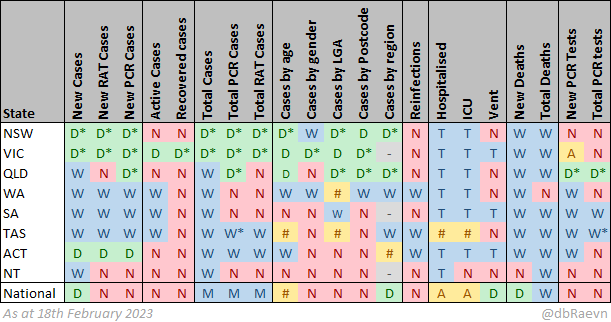 State New Cases New RAT Cases New PCR Cases Active Cases Recovered cases Total Cases Total PCR Cases Total RAT Cases Cases by age Cases by gender Cases by LGA Cases by Postcode Cases by region Reinfections Hospitalised ICU Vent New Deaths Total Deaths New PCR Tests Total PCR tests
NSW D* D* D* N N D* D* D* D* W D* D D* N T T N W W N N
VIC D* D* D* D D* D* D* D* D D* D D* - N T T T W W A N
QLD W N D* N N W D* N D N D* D* D* N T T N W W D* D*
WA W W W W N W N N W W # W W W T T T W N W N
SA W W W W N W N N N N W N - N T T T W W W W
TAS W W W N N W W* W # N # N W W # # N W W W W*
ACT D D D N N W W W W N N N # W T T T W W W W
NT W N N N N W N N N N N N - N T N N N W N N
National D N N N N M M M # N N N D N A A D D W N N
As at 18th February 2023 @dbRaevn